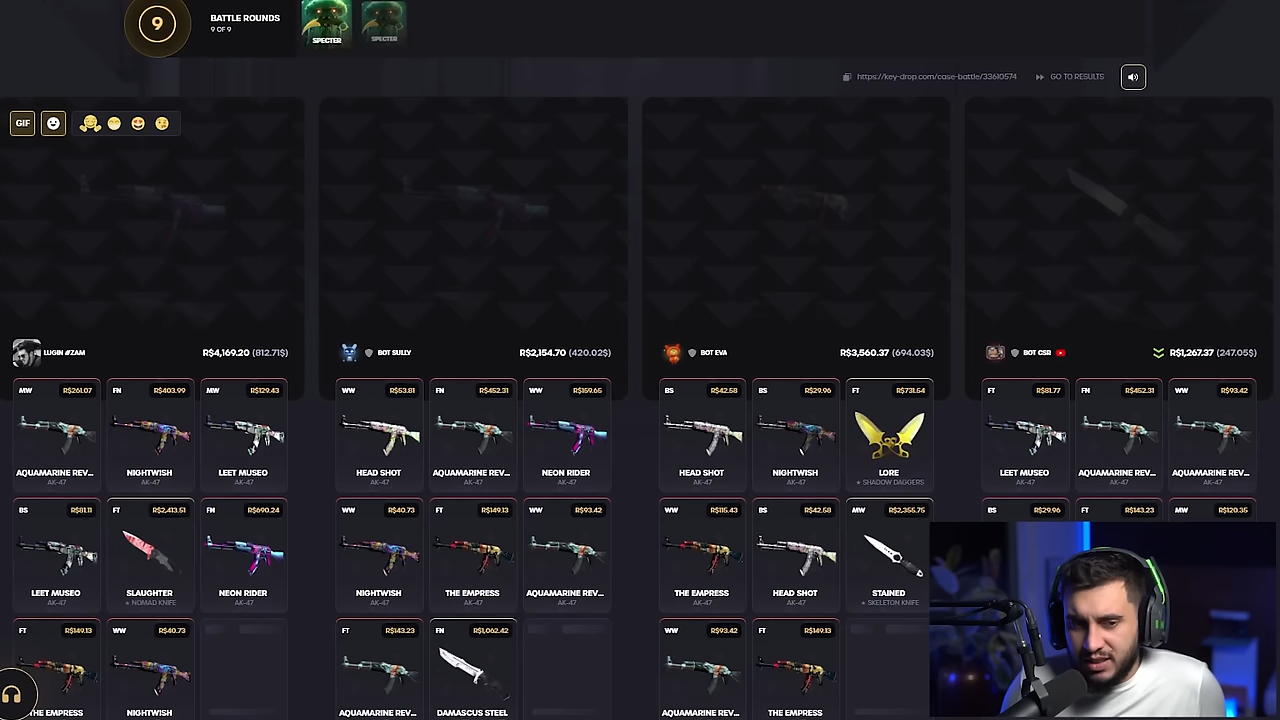 9
BATTLE ROUNDS
9 OF 9
SPECTER
SPECTER
https://key-drop.com/case-battle/33610574
GO TO RESULTS
GIF
LUGIN #ZAM
R$4,169.20 (812.71$)
BOT SULLY
R$2,154.70 (420.02$)
BOT EVA
R$3,560.37 (694.03$)
BOT CSR
R$1,267.37 (247.05$)
MW R$261.07
FN R$403.99
MW R$129.43
WW R$53.81
FN R$452.31
WW R$159.65
BS R$42.58
BS R$29.96
FT R$731.54
FT R$81.77
FN R$452.31
WW R$93.42
AQUAMARINE REV...
AK-47
NIGHTWISH
AK-47
LEET MUSEO
AK-47
HEAD SHOT
AK-47
AQUAMARINE REV...
AK-47
NEON RIDER
AK-47
HEAD SHOT
AK-47
NIGHTWISH
AK-47
LORE
★ SHADOW DAGGERS
LEET MUSEO
AK-47
AQUAMARINE REV...
AK-47
AQUAMARINE REV...
AK-47
BS R$81.11
FT R$2,413.51
FN R$690.24
WW R$40.73
FT R$149.13
WW R$93.42
WW R$115.43
BS R$42.58
MW R$2,355.75
BS R$29.96
FT R$143.23
MW R$120.35
LEET MUSEO
AK-47
SLAUGHTER
★ NOMAD KNIFE
NEON RIDER
AK-47
NIGHTWISH
AK-47
THE EMPRESS
AK-47
AQUAMARINE REV...
AK-47
THE EMPRESS
AK-47
HEAD SHOT
AK-47
STAINED
★ SKELETON KNIFE
FT R$149.13
WW R$40.73
FT R$143.23
FN R$1,062.42
WW R$93.42
FT R$149.13
THE EMPRESS
NIGHTWISH
AQUAMARINE REV...
DAMASCUS STEEL
AQUAMARINE REV...
THE EMPRESS